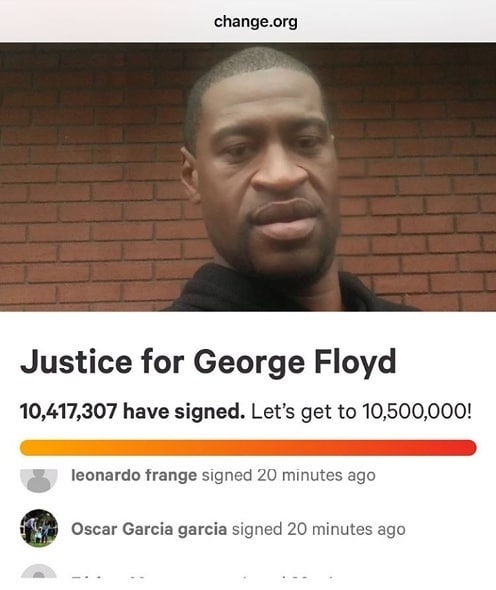 change.org
Justice for George Floyd
10,417,307 have signed. Let's get to 10,500,000!
leonardo frange signed 20 minutes ago
Oscar Garcia garcia signed 20 minutes ago